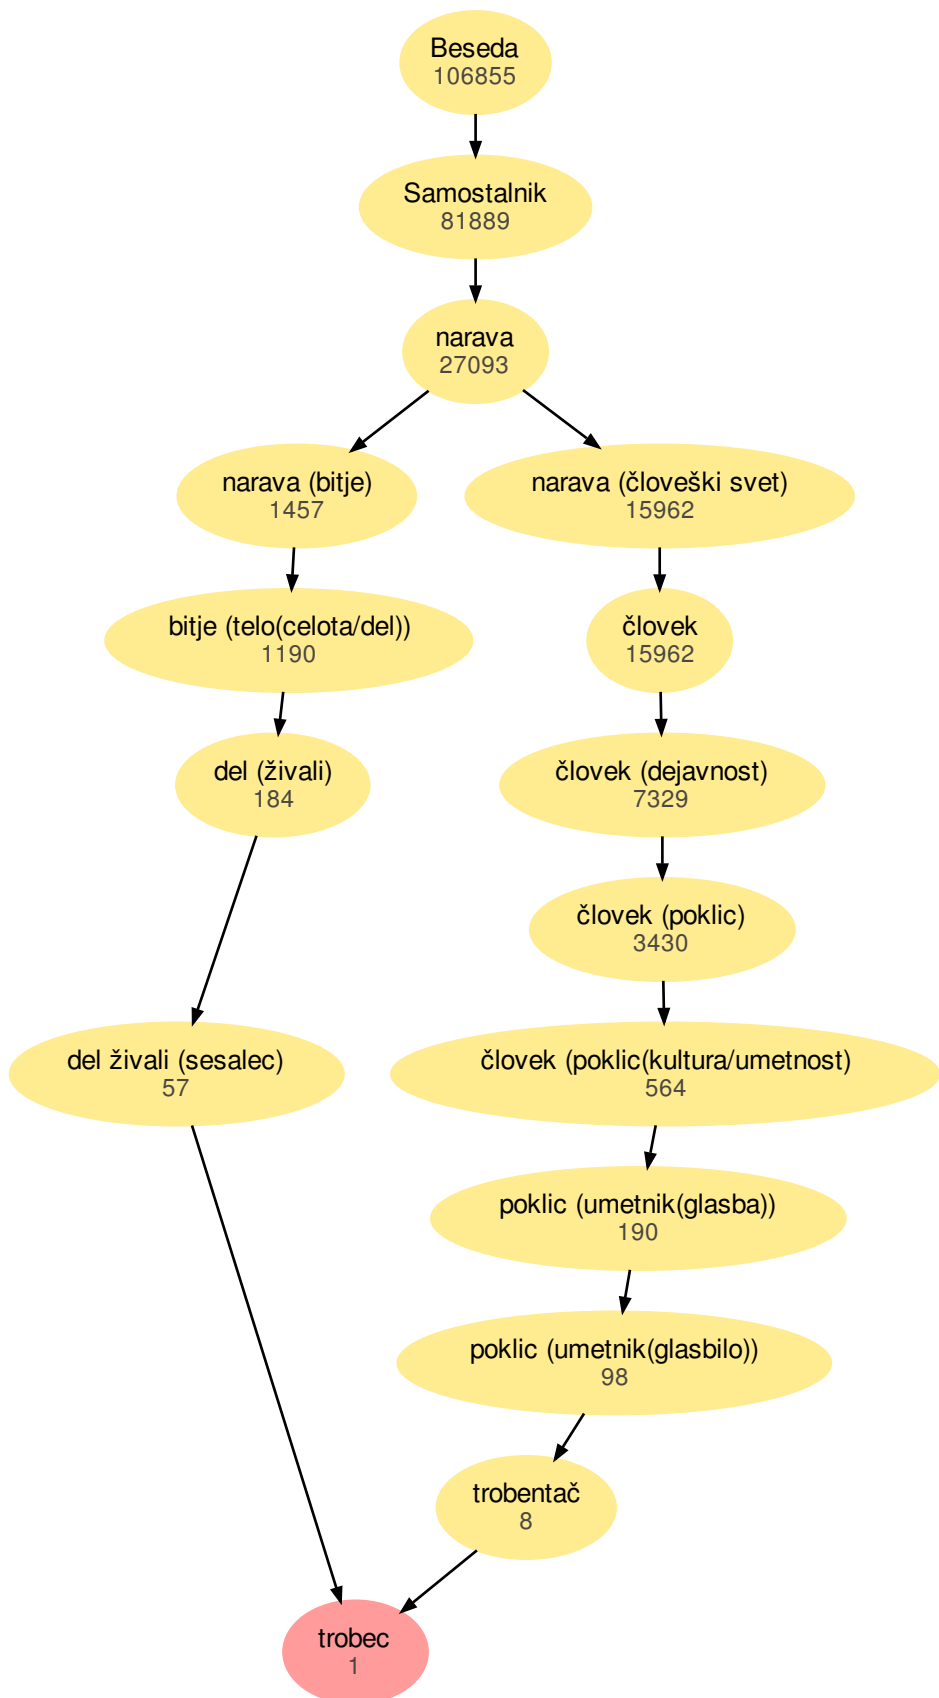 Beseda
106855
Samostalnik
81889
narava
27093
narava (bitje)
1457
narava (človeški svet)
15962
bitje (telo(celota/del))
1190
človek
15962
del (živali)
184
človek (dejavnost)
7329
človek (poklic)
3430
del živali (sesalec)
57
človek (poklic(kultura/umetnost)
564
poklic (umetnik(glasba))
190
poklic (umetnik(glasbilo))
98
trobentač
8
trobec
1